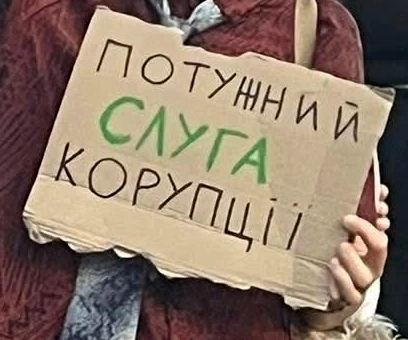 ПОТУЖНИЙ
СЛУГА
КОРУПЦІЇ